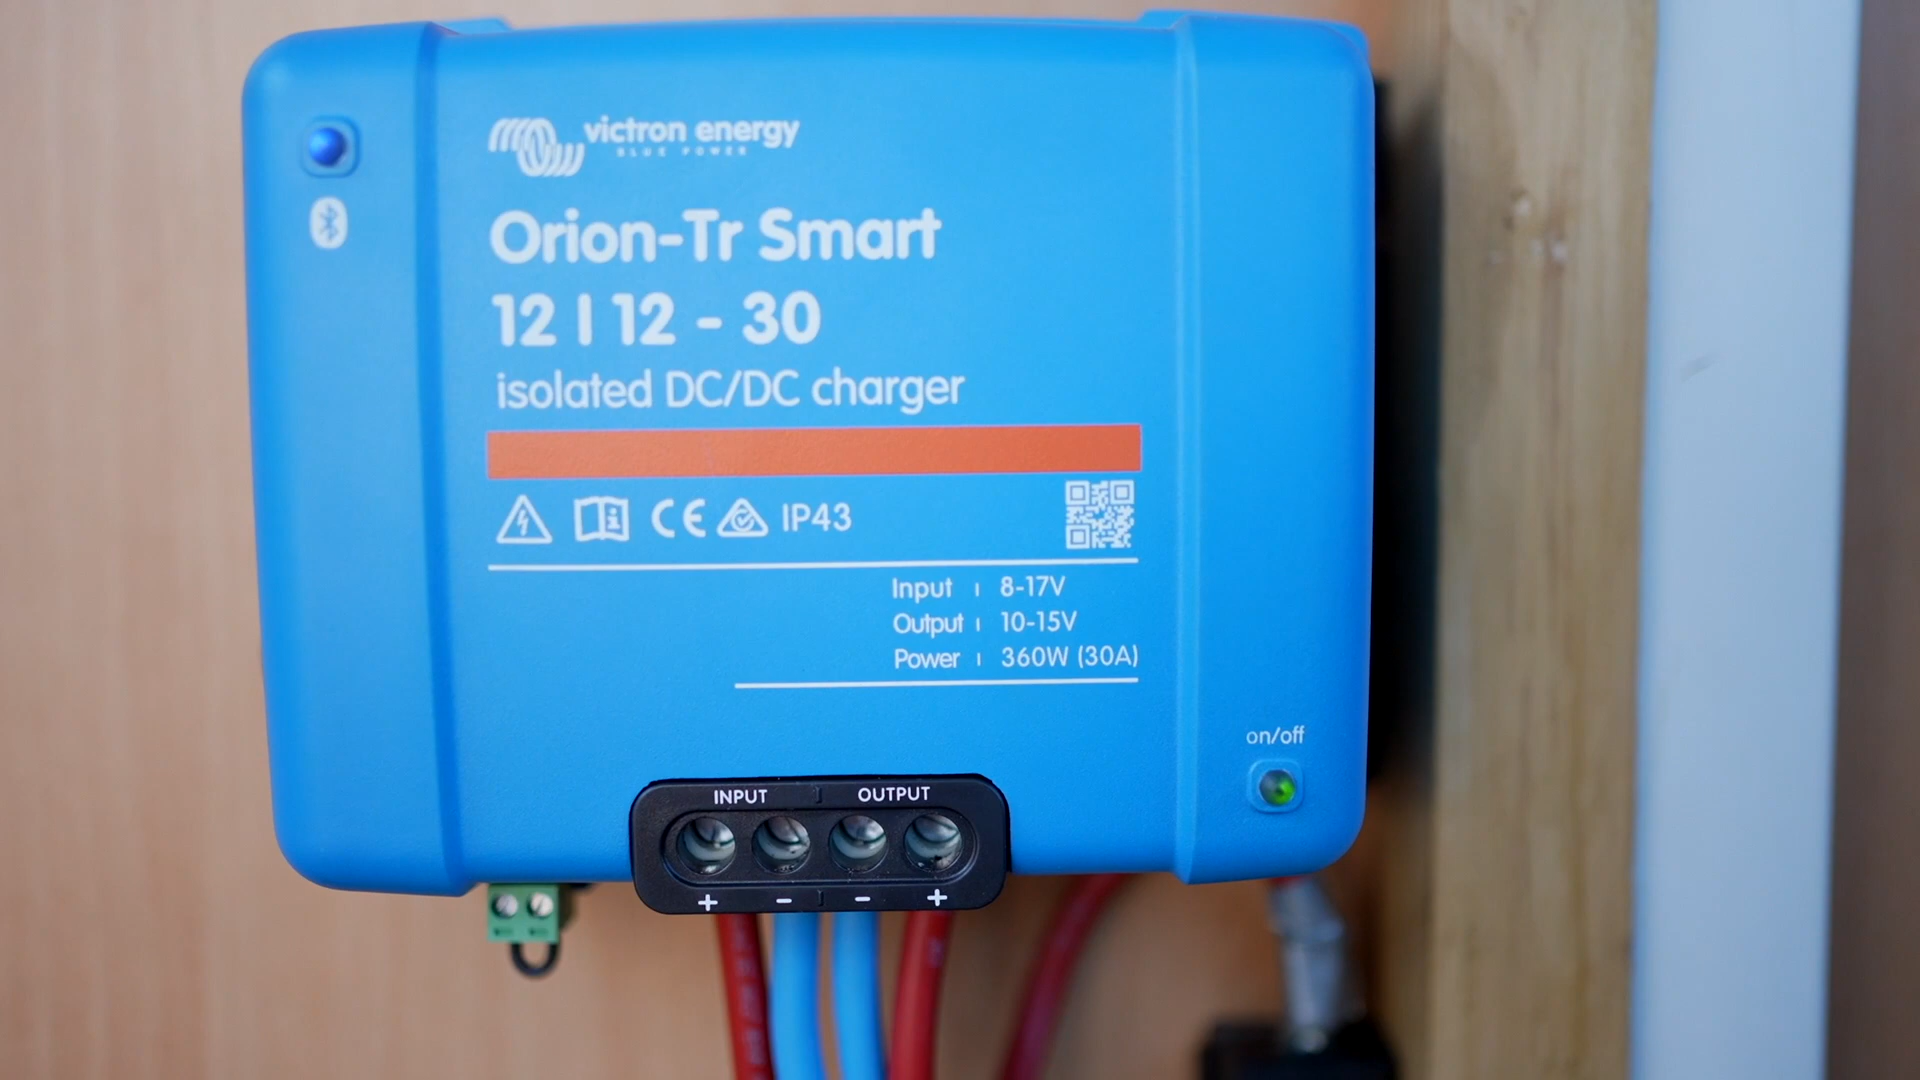 victron energy
BLUE POWER
Orion-Tr Smart
12 | 12 - 30
isolated DC/DC charger
CE IP43
Input | 8-17V
Output | 10-15V
Power | 360W (30A)
on/off
INPUT | OUTPUT
+ - | - +